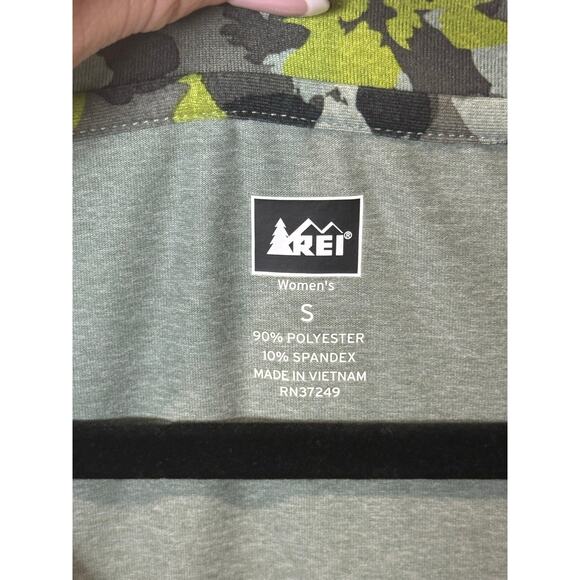 REI®
Women's
S
90% POLYESTER
10% SPANDEX
MADE IN VIETNAM
RN37249